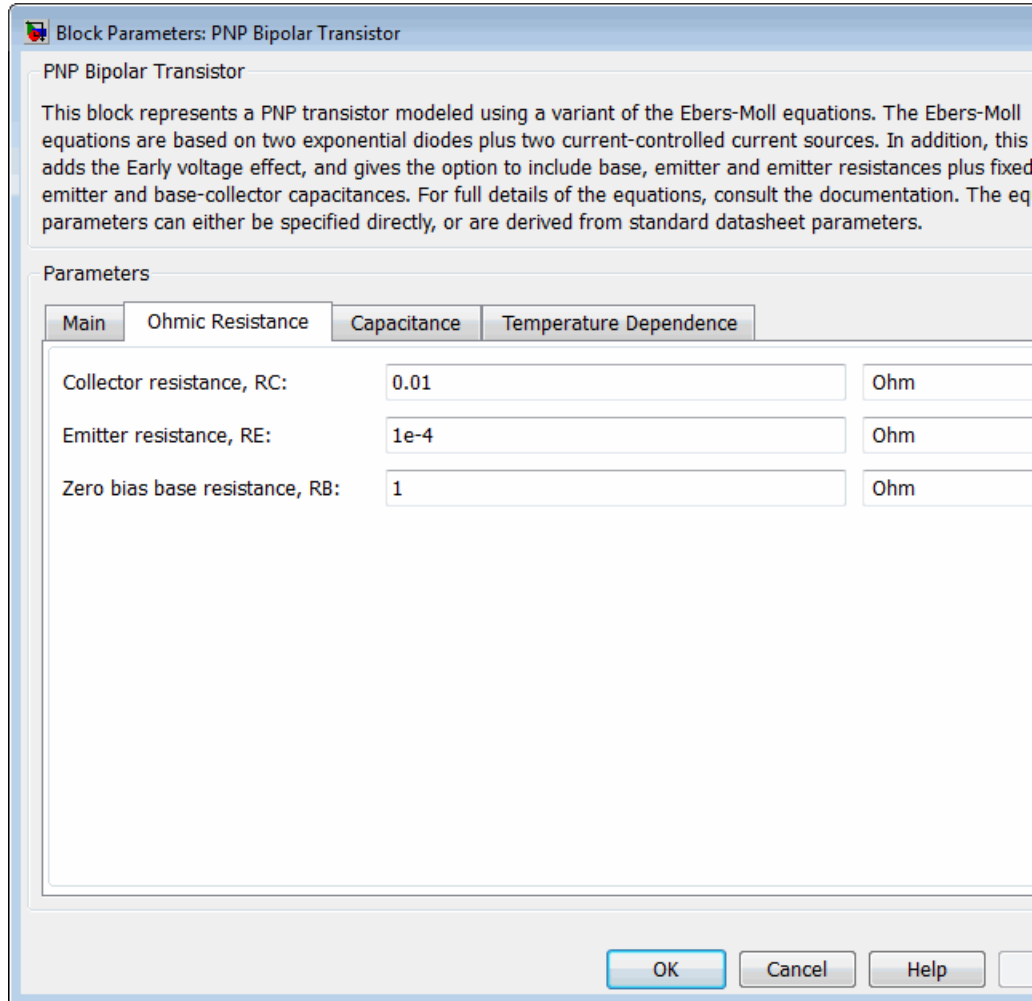 Block Parameters: PNP Bipolar Transistor
PNP Bipolar Transistor
This block represents a PNP transistor modeled using a variant of the Ebers-Moll equations. The Ebers-Moll
equations are based on two exponential diodes plus two current-controlled current sources. In addition, this
adds the Early voltage effect, and gives the option to include base, emitter and emitter resistances plus fixed
emitter and base-collector capacitances. For full details of the equations, consult the documentation. The eq
parameters can either be specified directly, or are derived from standard datasheet parameters.
Parameters
Main Ohmic Resistance Capacitance Temperature Dependence
Collector resistance, RC: 0.01 Ohm
Emitter resistance, RE: 1e-4 Ohm
Zero bias base resistance, RB: 1 Ohm
OK Cancel Help